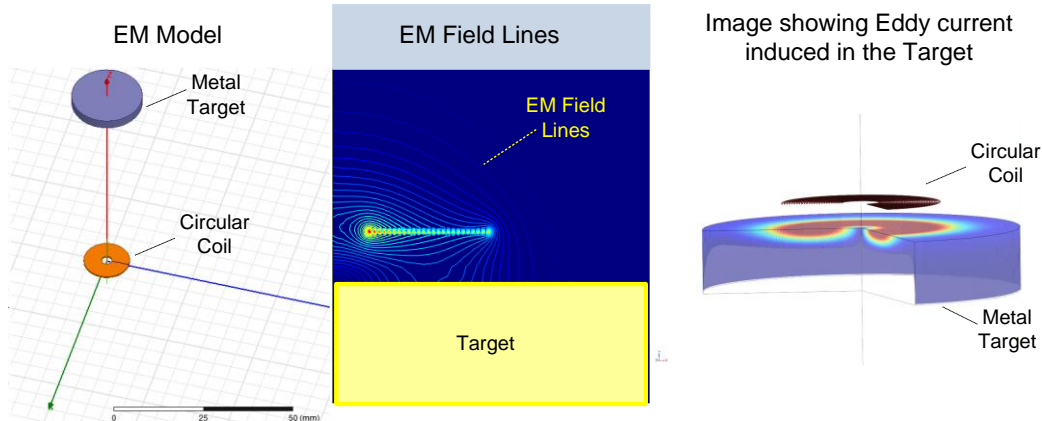 EM Model
Metal
Target
Circular
Coil
0
25
50 (mm)
EM Field Lines
EM Field
Lines
Target
Image showing Eddy current
induced in the Target
Circular
Coil
Metal
Target